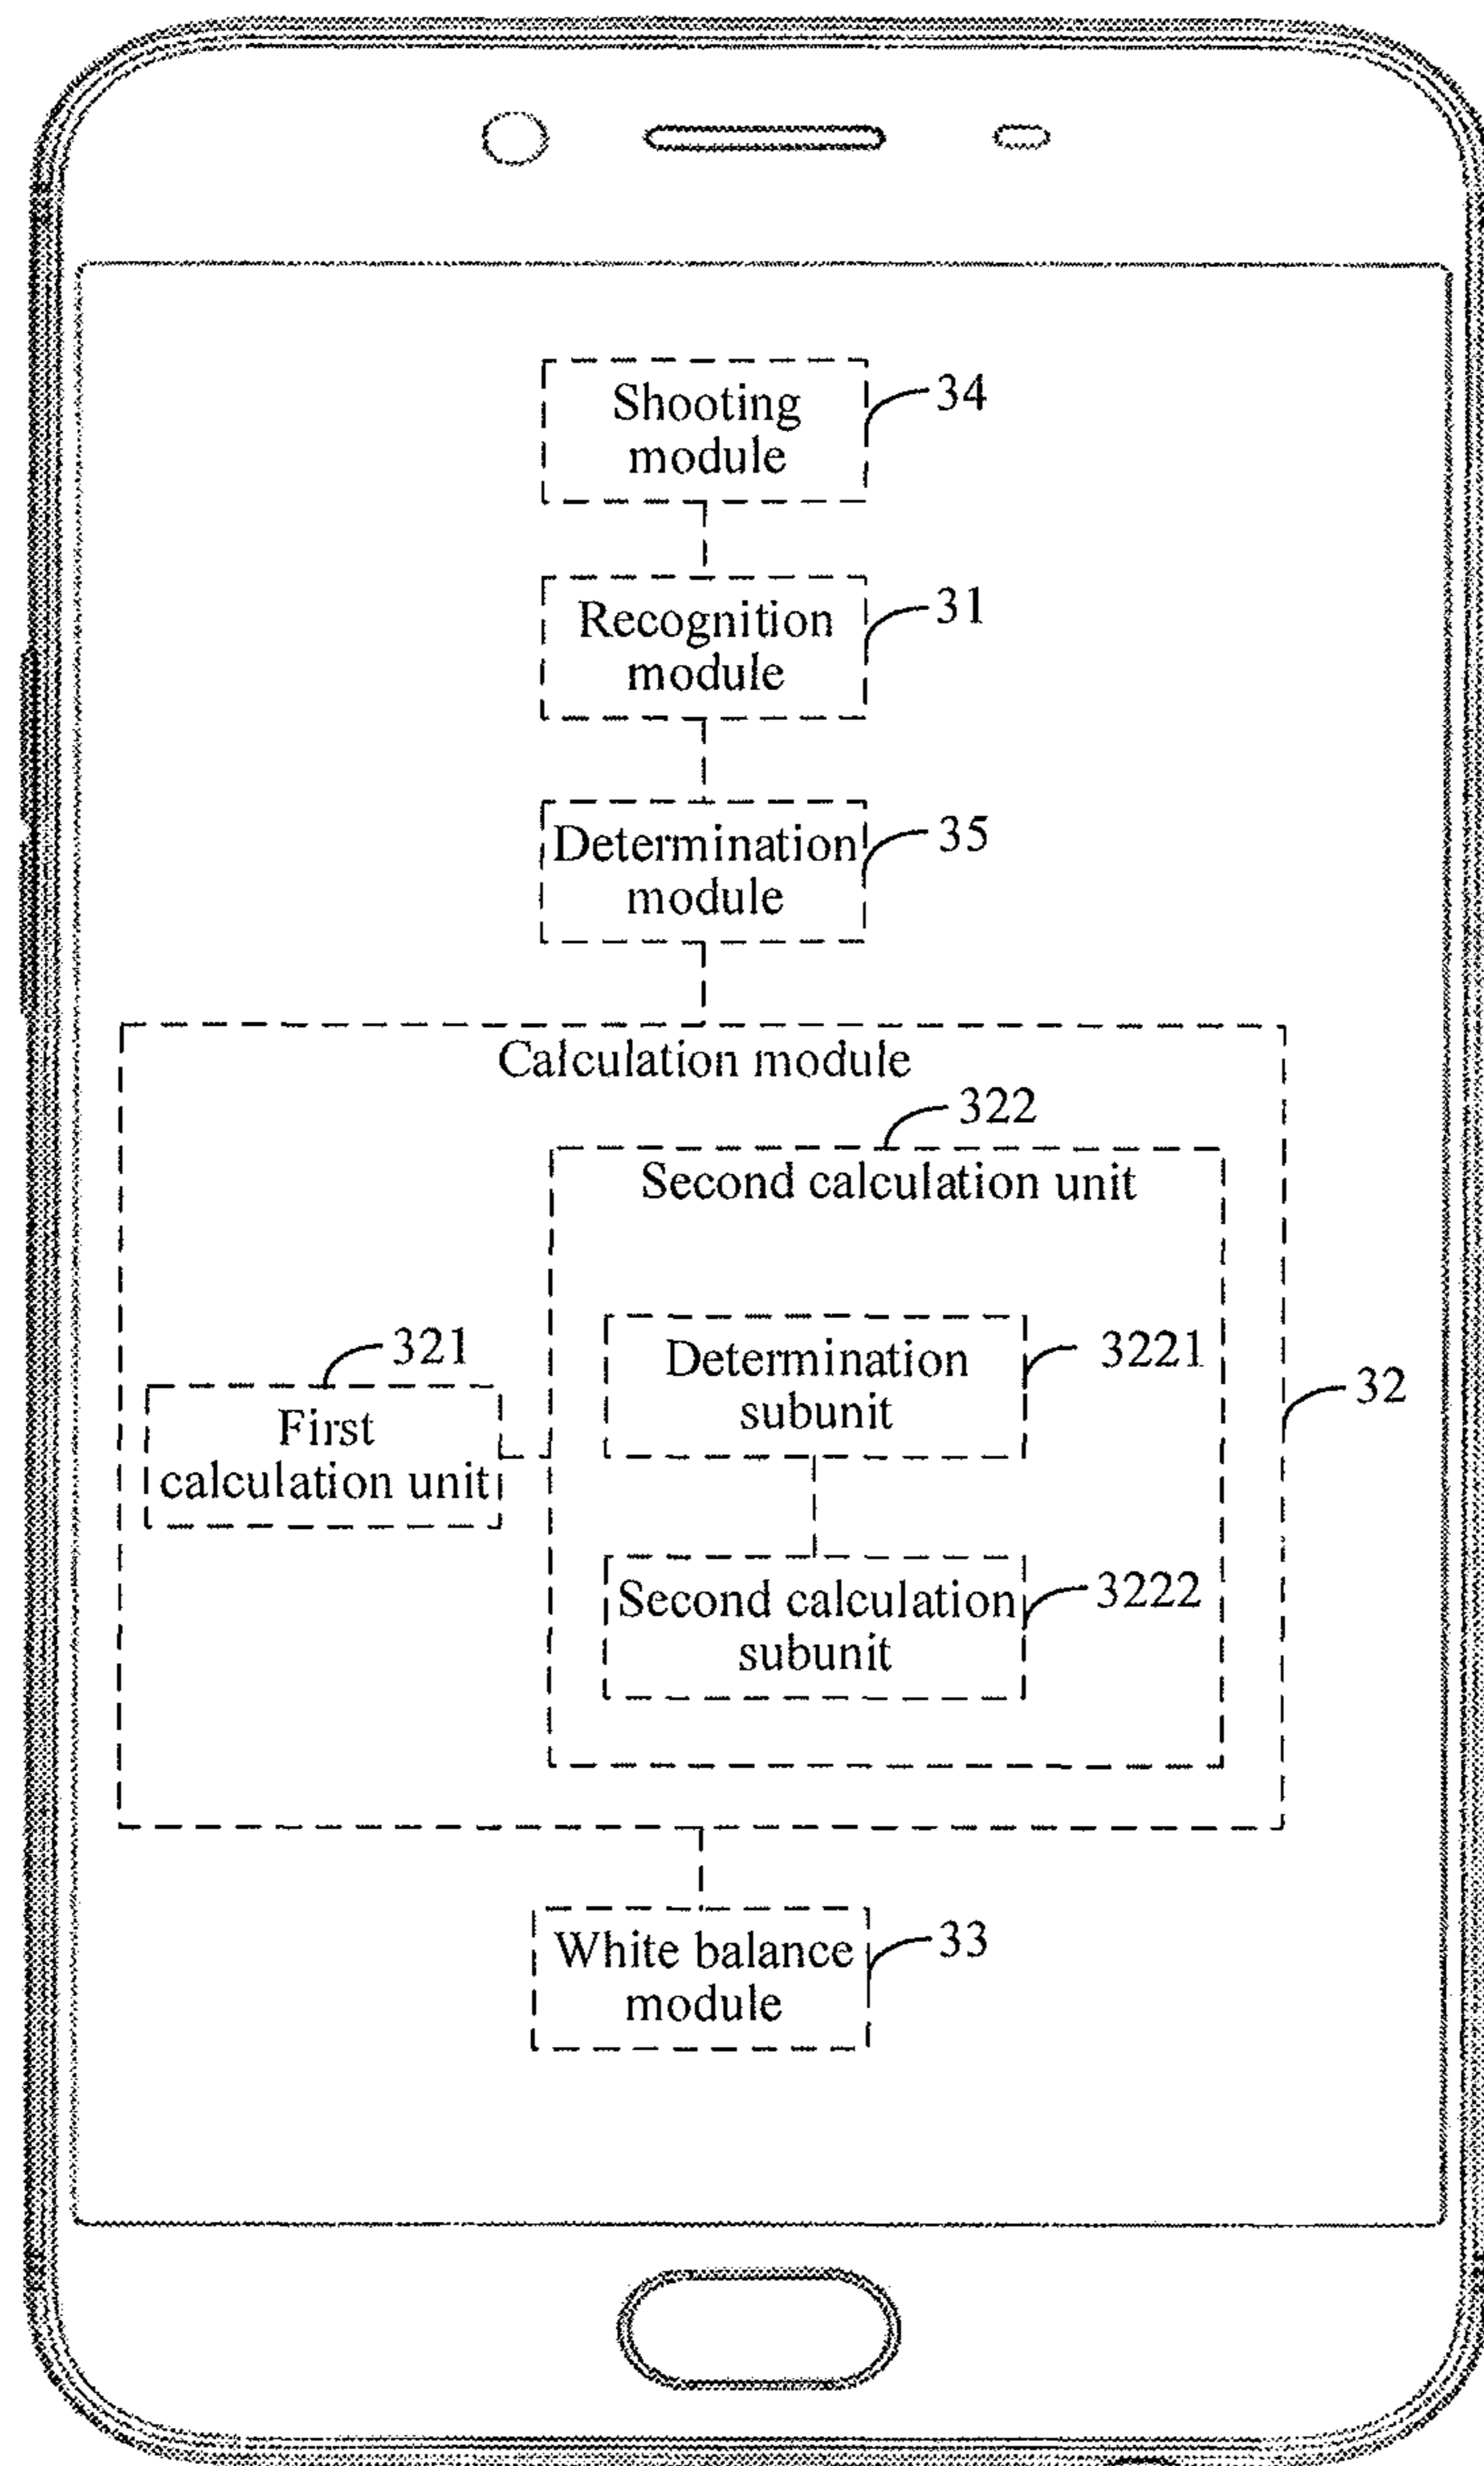 Shooting
module
34
Recognition
module
31
Determination
module
35
Calculation module
322
Second calculation unit
321
First
calculation unit
Determination
subunit
3221
32
Second calculation
subunit
3222
White balance
module
33